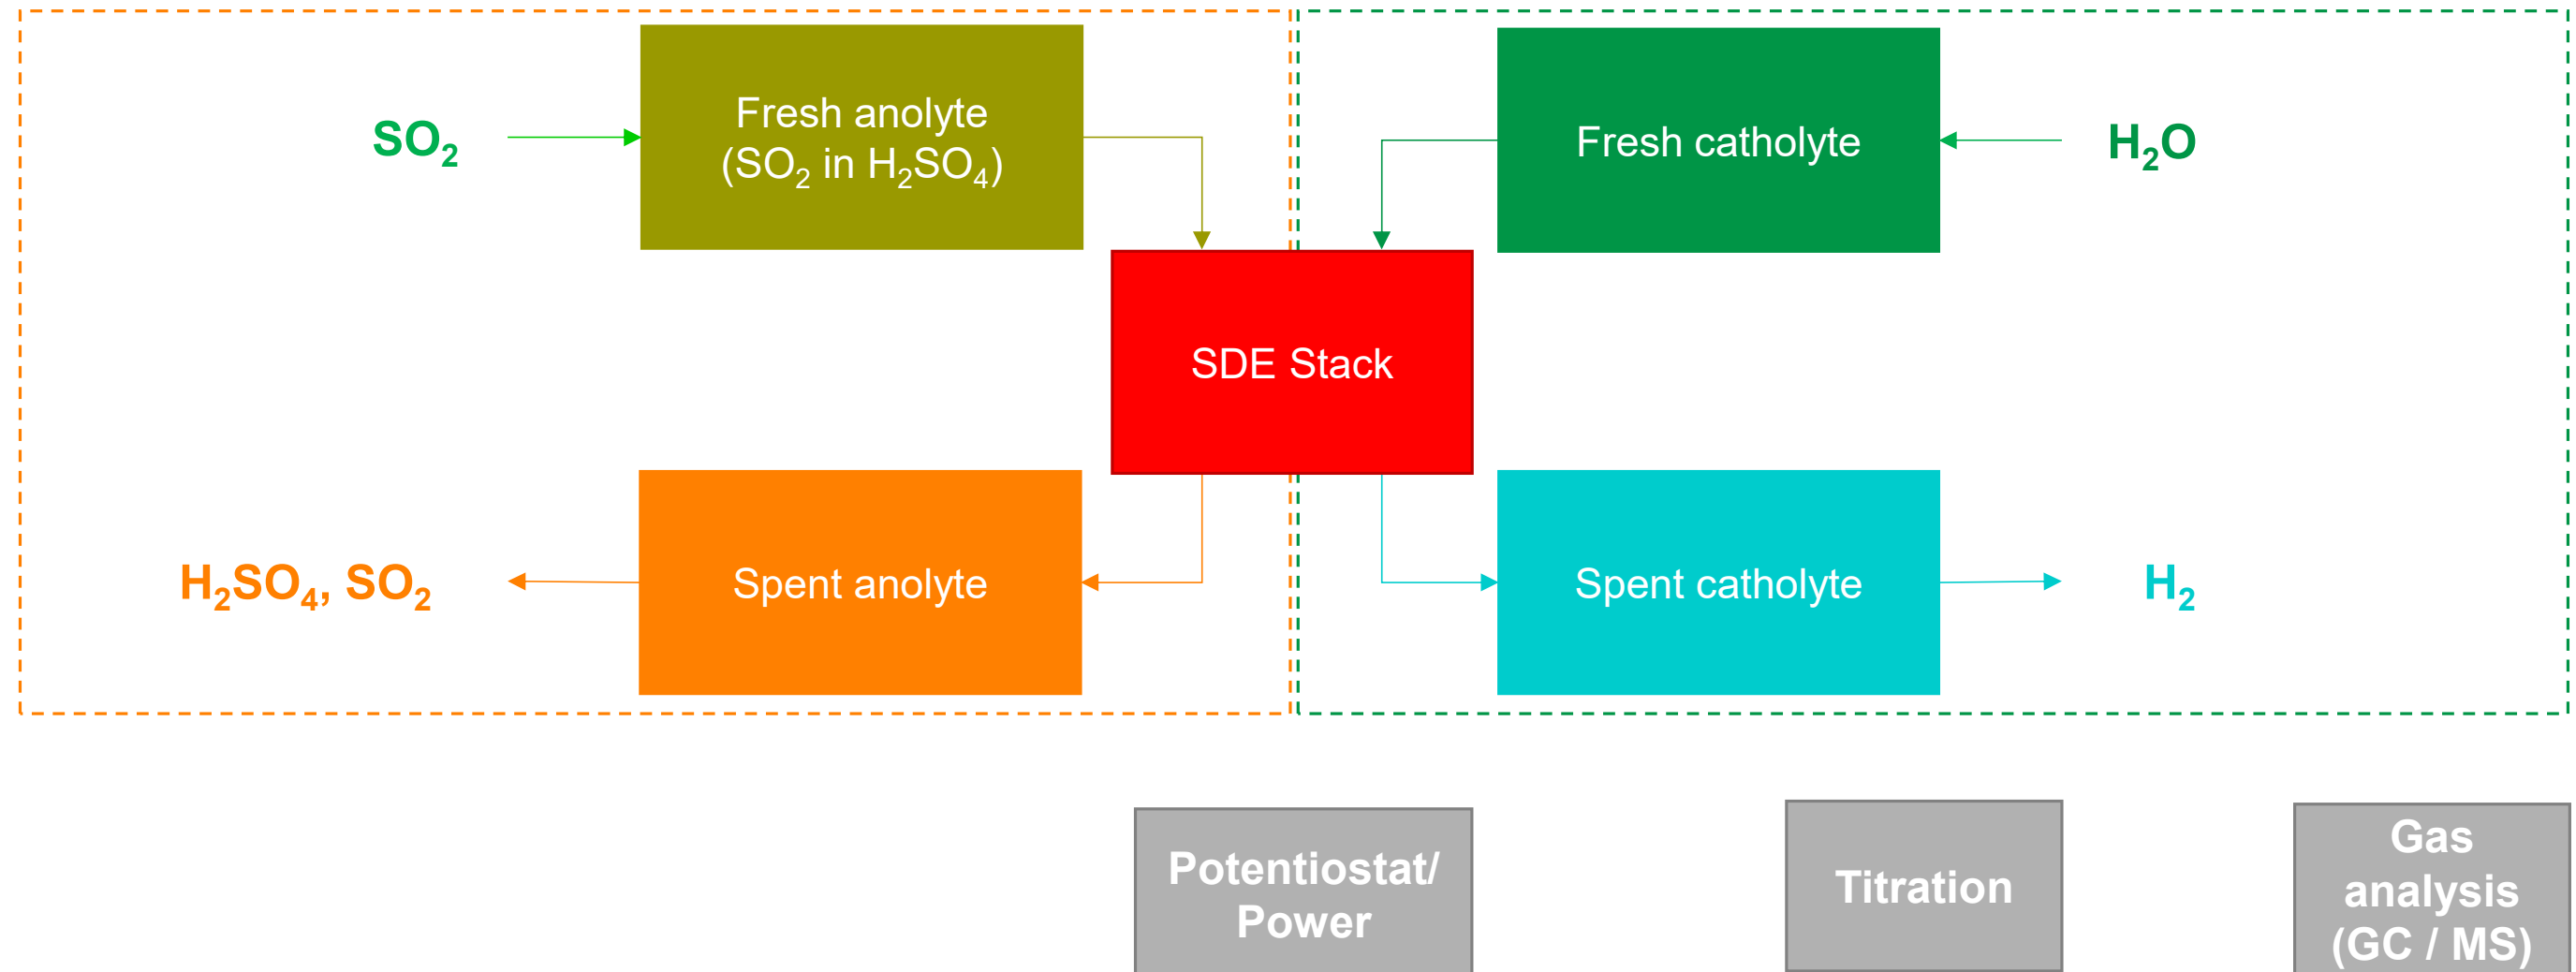 SO₂
Fresh anolyte
(SO₂ in H₂SO₄)
Fresh catholyte
H₂O
SDE Stack
H₂SO₄, SO₂
Spent anolyte
Spent catholyte
H₂
Potentiostat/
Power
Titration
Gas
analysis
(GC / MS)